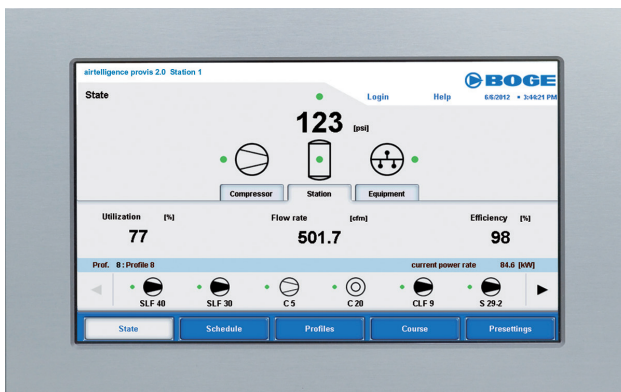 airtelligence provis 2.0 Station 1
BOGE
State
Login Help 6/6/2012 • 3:44:21 PM
123 [psi]
Compressor Station Equipment
Utilization [%] Flow rate [cfm] Efficiency [%]
77 501.7 98
Prof. 8 : Profile 8 current power rate 84.6 [kW]
SLF 40 SLF 30 C 5 C 20 CLF 9 S 29-2
State Schedule Profiles Course Presettings